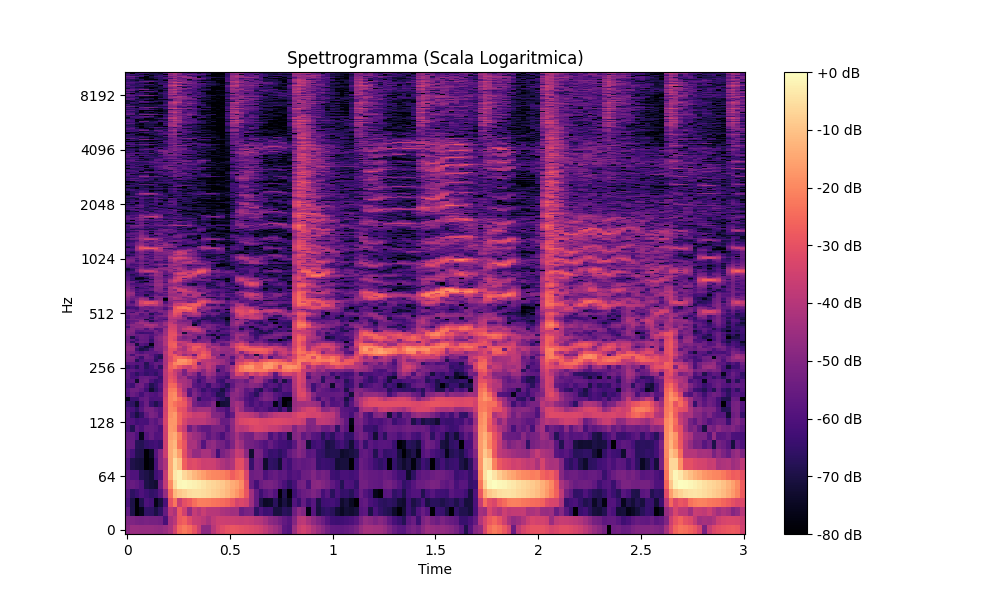 Spettrogramma (Scala Logaritmica)
Hz
8192
4096
2048
1024
512
256
128
64
0
0
0.5
1
1.5
2
2.5
3
Time
+0 dB
-10 dB
-20 dB
-30 dB
-40 dB
-50 dB
-60 dB
-70 dB
-80 dB